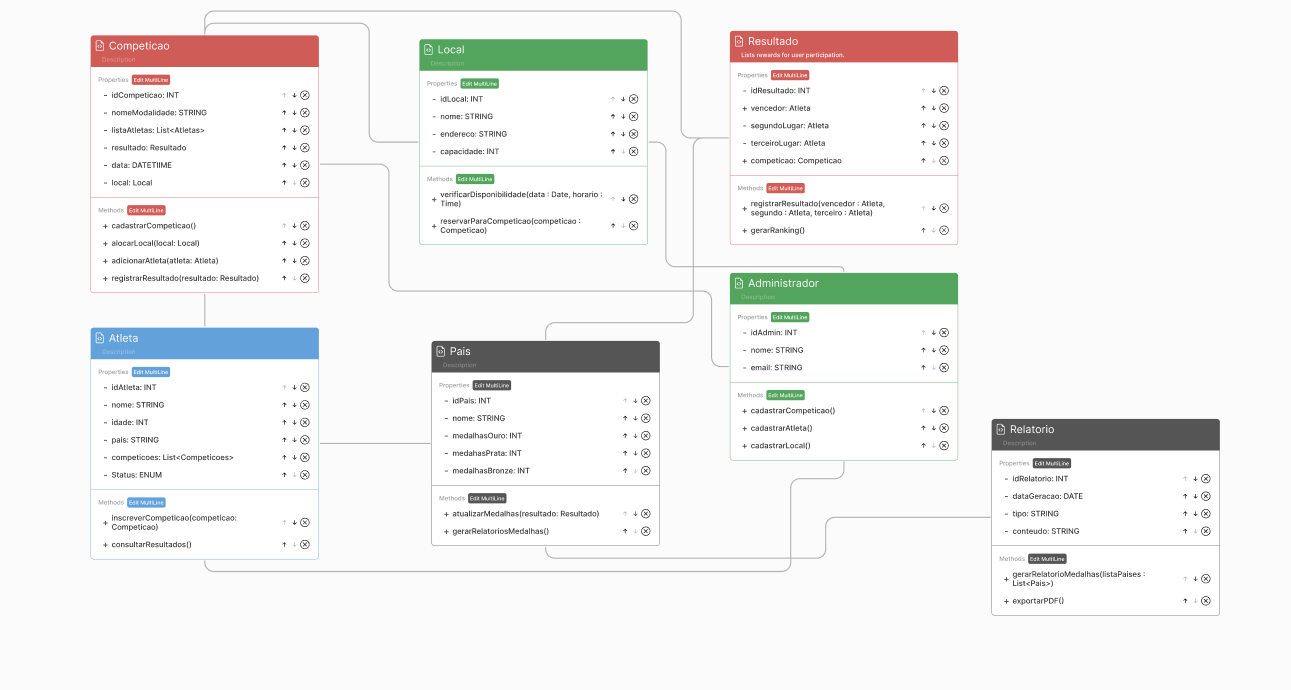 Competicao
Description
Properties Edit MultiLine
- idCompeticao: INT
- nomeModalidade: STRING
- listaAtletas: List<Atletas>
- resultado: Resultado
- data: DATETIIME
- local: Local
Methods Edit MultiLine
+ cadastrarCompeticao()
+ alocarLocal(local: Local)
+ adicionarAtleta(atleta: Atleta)
+ registrarResultado(resultado: Resultado)
Local
Description
Properties Edit MultiLine
- idLocal: INT
- nome: STRING
- endereco: STRING
- capacidade: INT
Methods Edit MultiLine
+ verificarDisponibilidade(data : Date, horario :
Time)
+ reservarParaCompeticao(competicao :
Competicao)
Resultado
Lists rewards for user participation.
Properties Edit MultiLine
- idResultado: INT
+ vencedor: Atleta
- segundoLugar: Atleta
- terceiroLugar: Atleta
+ competicao: Competicao
Methods Edit MultiLine
+ registrarResultado(vencedor : Atleta,
segundo : Atleta, terceiro : Atleta)
+ gerarRanking()
Administrador
Description
Properties Edit MultiLine
- idAdmin: INT
- nome: STRING
- email: STRING
Methods Edit MultiLine
+ cadastrarCompeticao()
+ cadastrarAtleta()
+ cadastrarLocal()
Atleta
Description
Properties Edit MultiLine
- idAtleta: INT
- nome: STRING
- idade: INT
- pais: STRING
- competicoes: List<Competicoes>
- Status: ENUM
Methods Edit MultiLine
+ inscreverCompeticao(competicao:
Competicao)
+ consultarResultados()
Pais
Description
Properties Edit MultiLine
- idPais: INT
- nome: STRING
- medalhasOuro: INT
- medahasPrata: INT
- medalhasBronze: INT
Methods Edit MultiLine
+ atualizarMedalhas(resultado: Resultado)
+ gerarRelatoriosMedalhas()
Relatorio
Description
Properties Edit MultiLine
- idRelatorio: INT
- dataGeracao: DATE
- tipo: STRING
- conteudo: STRING
Methods Edit MultiLine
+ gerarRelatorioMedalhas(listaPaises :
List<Pais>)
+ exportarPDF()